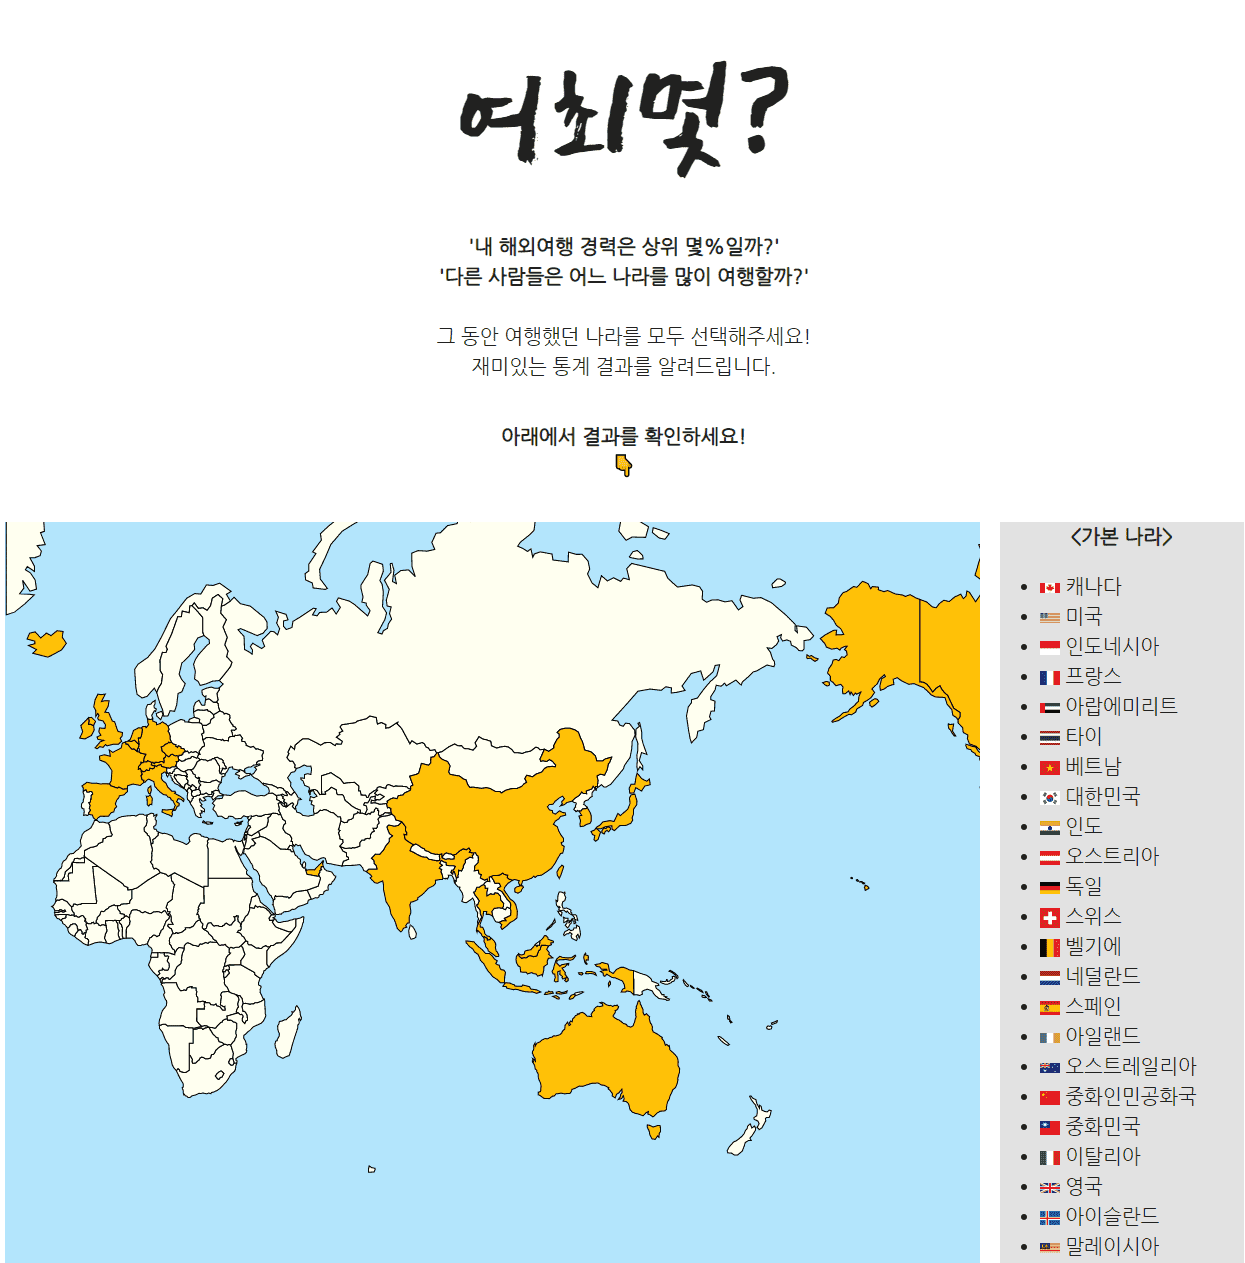 여최몇?
'내 해외여행 경력은 상위 몇%일까?'
'다른 사람들은 어느 나라를 많이 여행할까?'
그 동안 여행했던 나라를 모두 선택해주세요!
재미있는 통계 결과를 알려드립니다.
아래에서 결과를 확인하세요!
<가본 나라>
캐나다
미국
인도네시아
프랑스
아랍에미리트
타이
베트남
대한민국
인도
오스트리아
독일
스위스
벨기에
네덜란드
스페인
아일랜드
오스트레일리아
중화인민공화국
중화민국
이탈리아
영국
아이슬란드
말레이시아